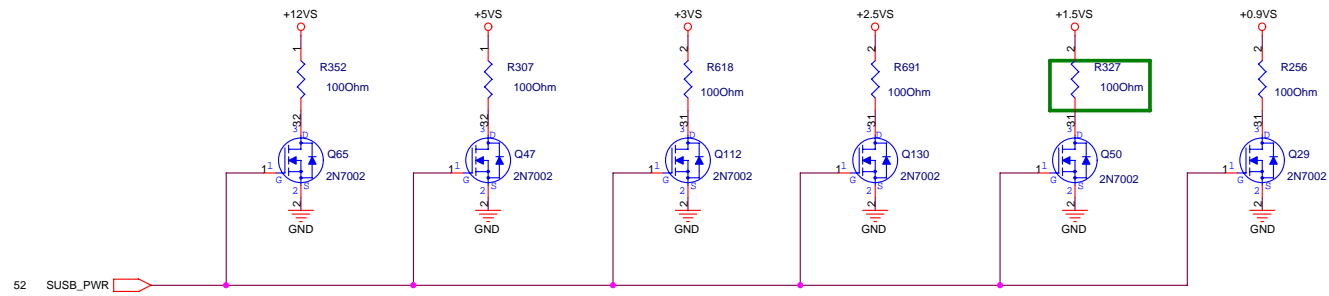 +12VS +5VS +3VS +2.5VS +1.5VS +0.9VS
1 1 2 2 2 2
R352 R307 R618 R691 R327 R256
100Ohm 100Ohm 100Ohm 100Ohm 100Ohm 100Ohm
32 32 31 31 31 31
3 D 3 D 3 D 3 D 3 D 3 D
Q65 Q47 Q112 Q130 Q50 Q29
1 1 1 1 1 1 1 1 1 1 1 1
2N7002 2N7002 2N7002 2N7002 2N7002 2N7002
G S G S G S G S G S G S
2 2 2 2 2 2
2 2 2 2 2 2
GND GND GND GND GND GND
52 SUSB_PWR